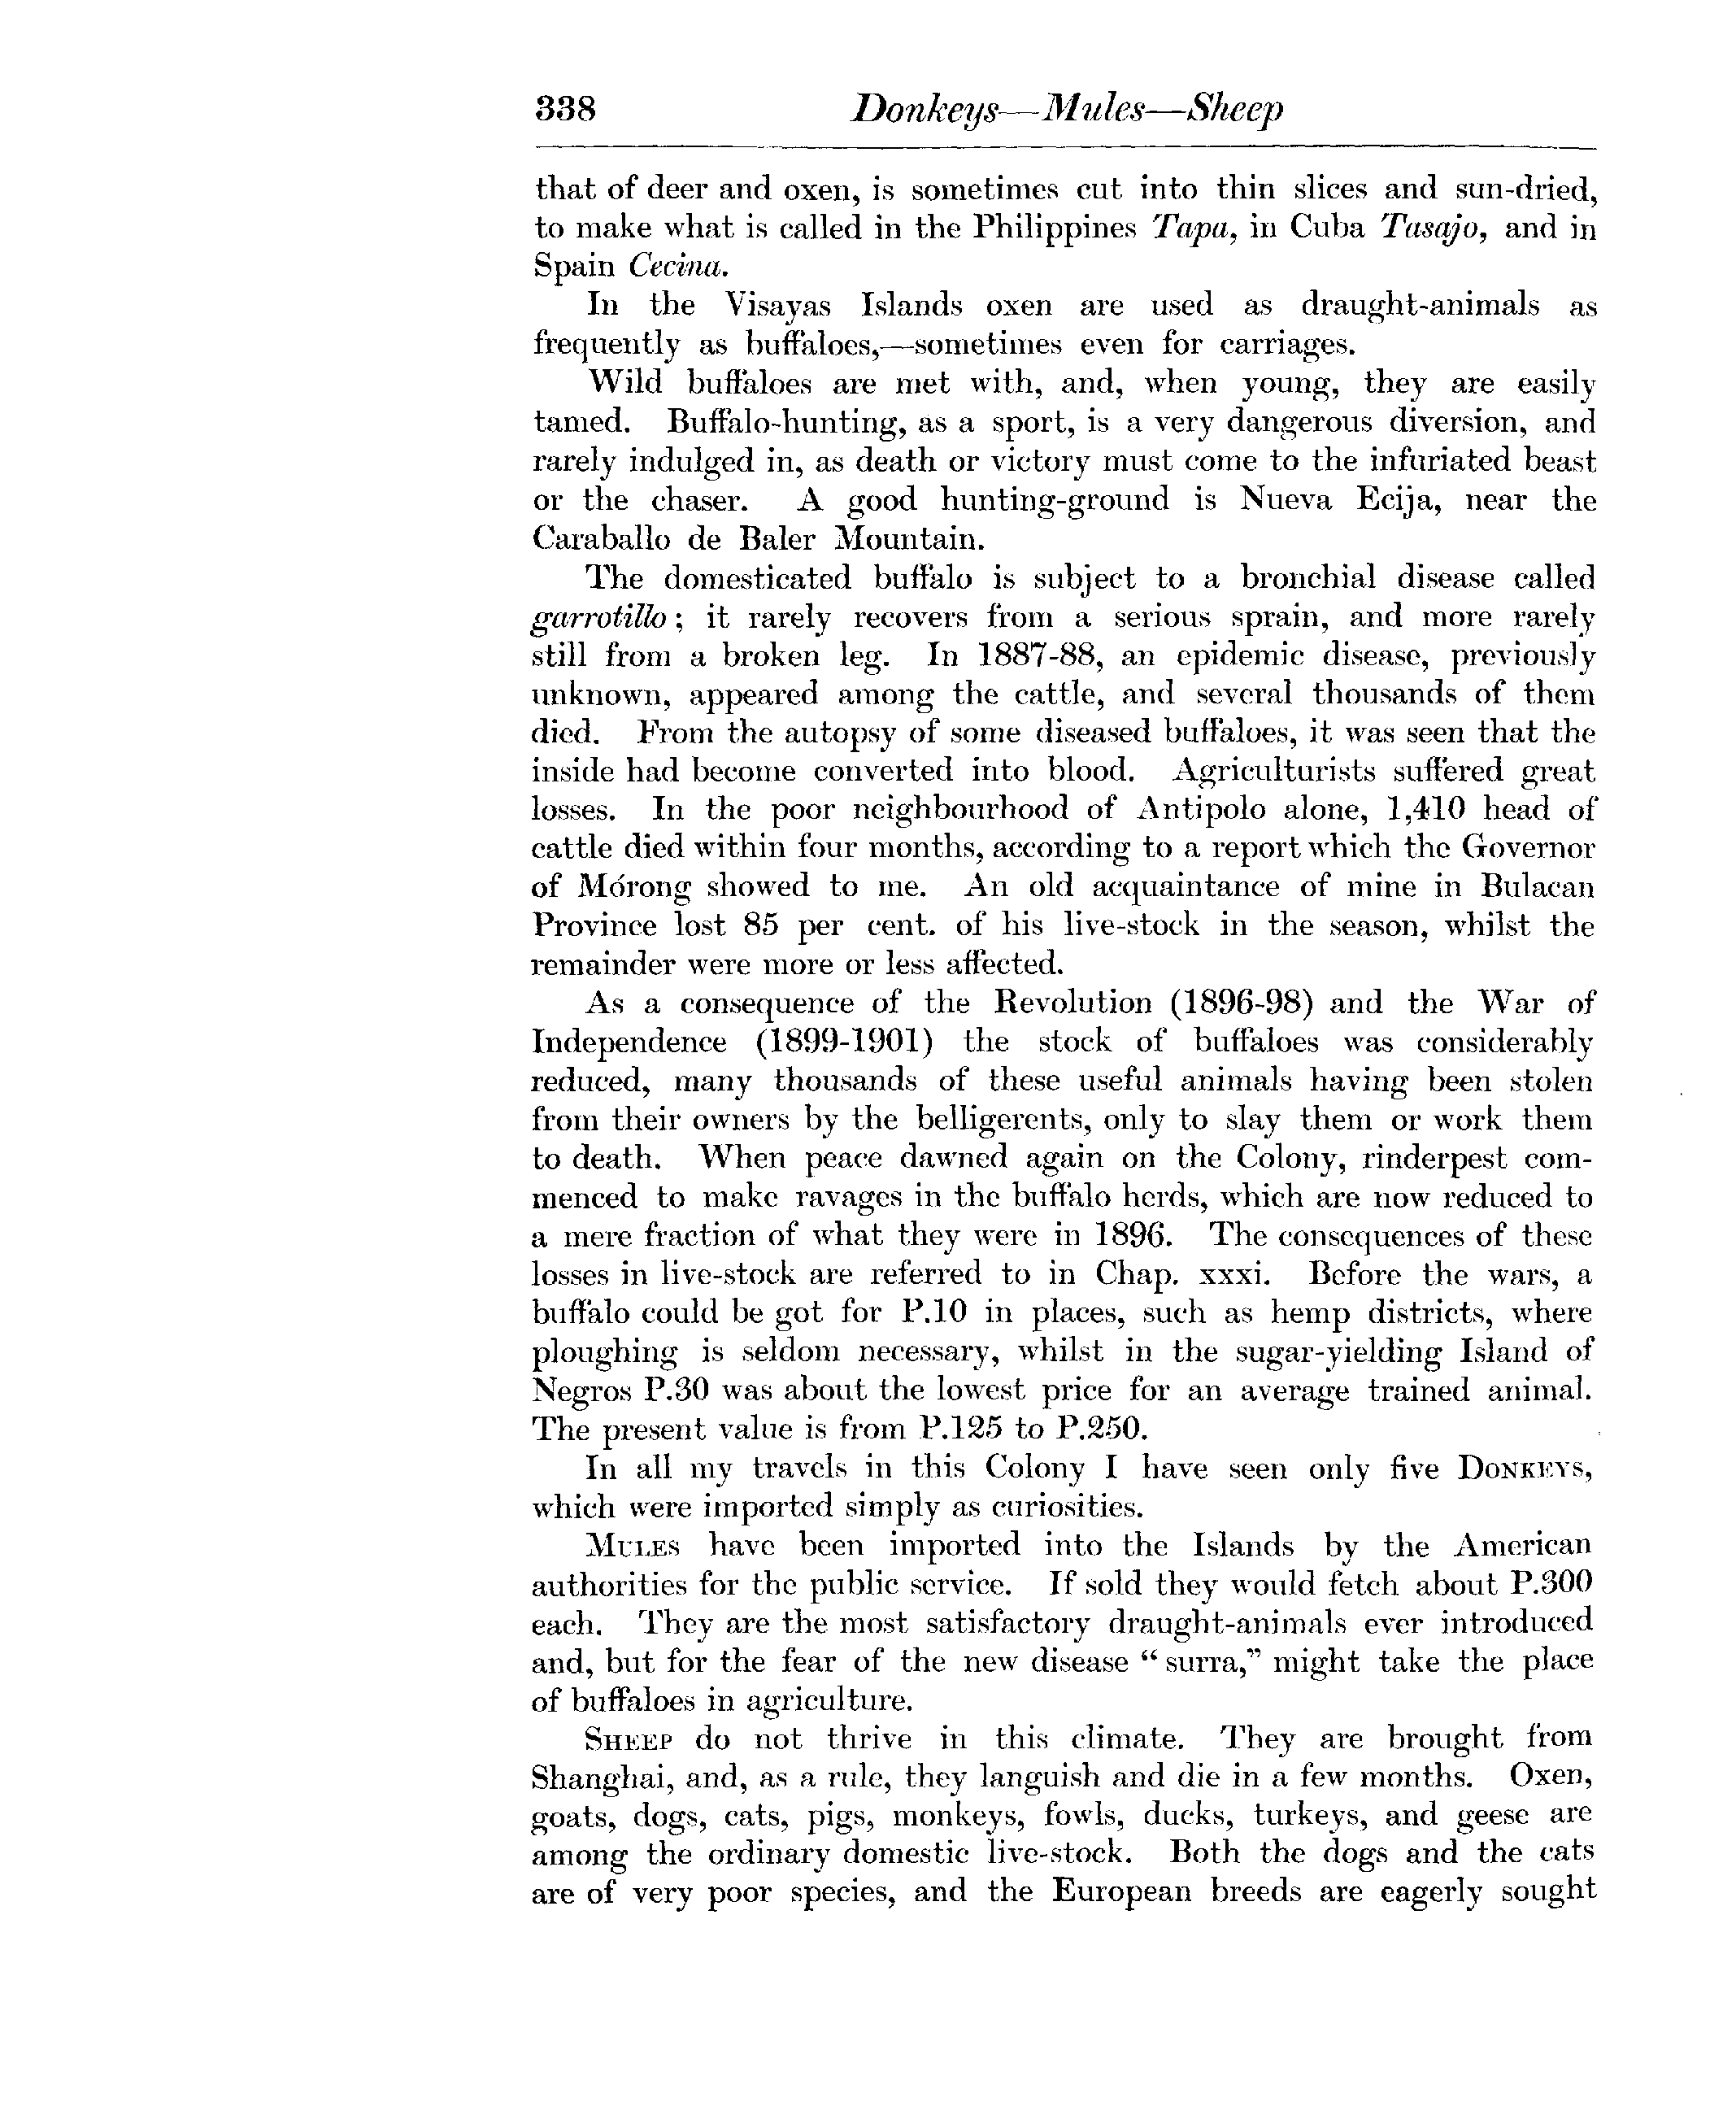 338 Donkeys—Mules—Sheep
that of deer and oxen, is sometimes cut into thin slices and sun-dried,
to make what is called in the Philippines Tapa, in Cuba Tasajo, and in
Spain Cecina.
In the Visayas Islands oxen are used as draught-animals as
frequently as buffaloes,—sometimes even for carriages.
Wild buffaloes are met with, and, when young, they are easily
tamed. Buffalo-hunting, as a sport, is a very dangerous diversion, and
rarely indulged in, as death or victory must come to the infuriated beast
or the chaser. A good hunting-ground is Nueva Ecija, near the
Caraballo de Baler Mountain.
The domesticated buffalo is subject to a bronchial disease called
garrotillo; it rarely recovers from a serious sprain, and more rarely
still from a broken leg. In 1887-88, an epidemic disease, previously
unknown, appeared among the cattle, and several thousands of them
died. From the autopsy of some diseased buffaloes, it was seen that the
inside had become converted into blood. Agriculturists suffered great
losses. In the poor neighbourhood of Antipolo alone, 1,410 head of
cattle died within four months, according to a report which the Governor
of Mórong showed to me. An old acquaintance of mine in Bulacan
Province lost 85 per cent. of his live-stock in the season, whilst the
remainder were more or less affected.
As a consequence of the Revolution (1896-98) and the War of
Independence (1899-1901) the stock of buffaloes was considerably
reduced, many thousands of these useful animals having been stolen
from their owners by the belligerents, only to slay them or work them
to death. When peace dawned again on the Colony, rinderpest com-
menced to make ravages in the buffalo herds, which are now reduced to
a mere fraction of what they were in 1896. The consequences of these
losses in live-stock are referred to in Chap. xxxi. Before the wars, a
buffalo could be got for P.10 in places, such as hemp districts, where
ploughing is seldom necessary, whilst in the sugar-yielding Island of
Negros P.30 was about the lowest price for an average trained animal.
The present value is from P.125 to P.250.
In all my travels in this Colony I have seen only five DONKEYS,
which were imported simply as curiosities.
MULES have been imported into the Islands by the American
authorities for the public service. If sold they would fetch about P.300
each. They are the most satisfactory draught-animals ever introduced
and, but for the fear of the new disease "surra," might take the place
of buffaloes in agriculture.
SHEEP do not thrive in this climate. They are brought from
Shanghai, and, as a rule, they languish and die in a few months. Oxen,
goats, dogs, cats, pigs, monkeys, fowls, ducks, turkeys, and geese are
among the ordinary domestic live-stock. Both the dogs and the cats
are of very poor species, and the European breeds are eagerly sought